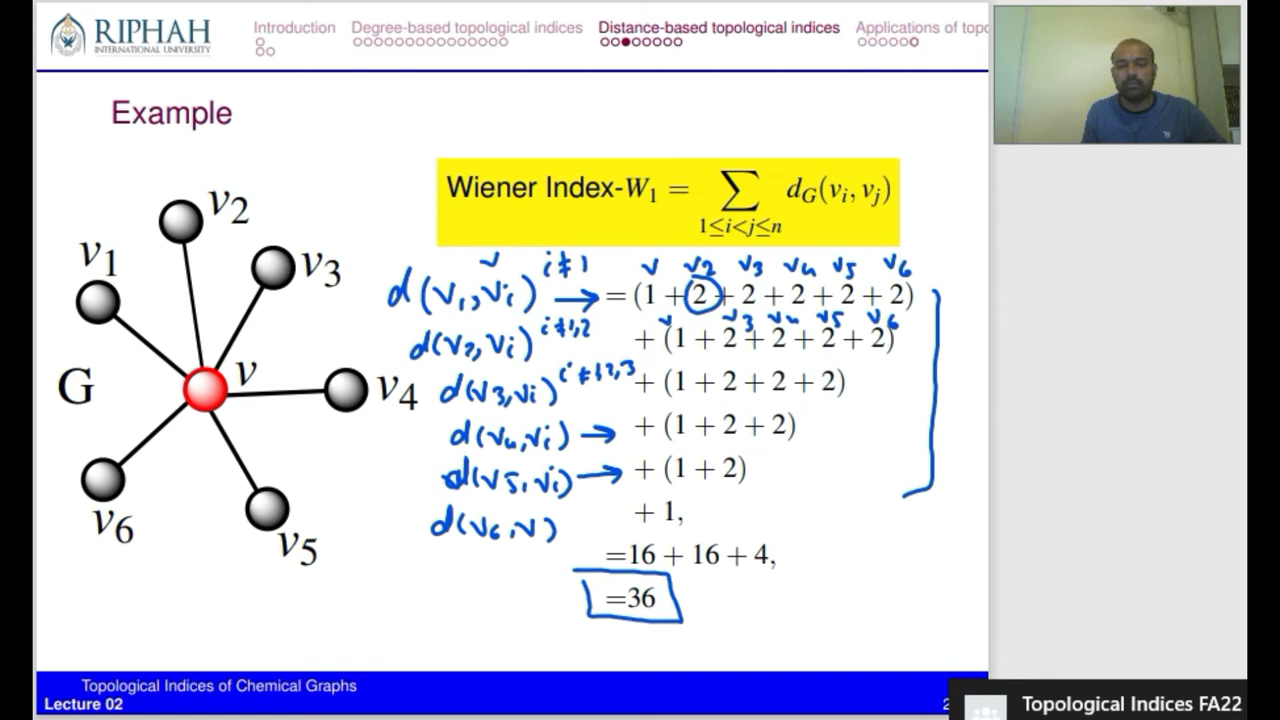 RIPHAH
INTERNATIONAL UNIVERSITY
Introduction Degree-based topological indices Distance-based topological indices Applications of topo
Example
Wiener Index-W₁ = ∑ d_G(vᵢ, vⱼ)
1≤i<j≤n
v₁
v₂
v₃
v
G
v₄
v₆
v₅
v i≠1 v v2 v3 v4 v5 v6
d(v1,vi) → =(1 + 2 + 2 + 2 + 2 + 2)
v v3 v4 v5 v6
d(v2,vi) i≠1,2 + (1 + 2 + 2 + 2 + 2)
d(v3,vi) i≠1,2,3 + (1 + 2 + 2 + 2)
d(v4,vi) → + (1 + 2 + 2)
d(v5,vi) → + (1 + 2)
d(v6,v) + 1,
=16 + 16 + 4,
=36
Topological Indices of Chemical Graphs
Lecture 02 2
Topological Indices FA22